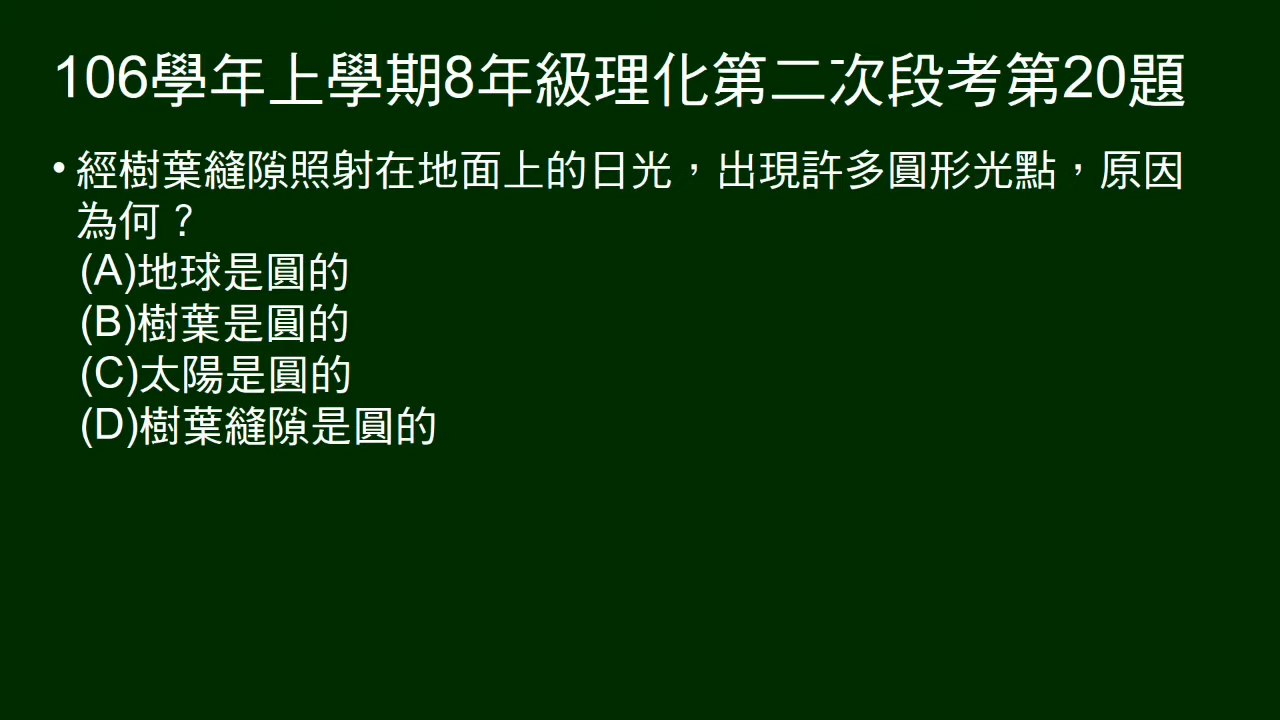 106學年上學期8年級理化第二次段考第20題
• 經樹葉縫隙照射在地面上的日光，出現許多圓形光點，原因
為何？
(A)地球是圓的
(B)樹葉是圓的
(C)太陽是圓的
(D)樹葉縫隙是圓的